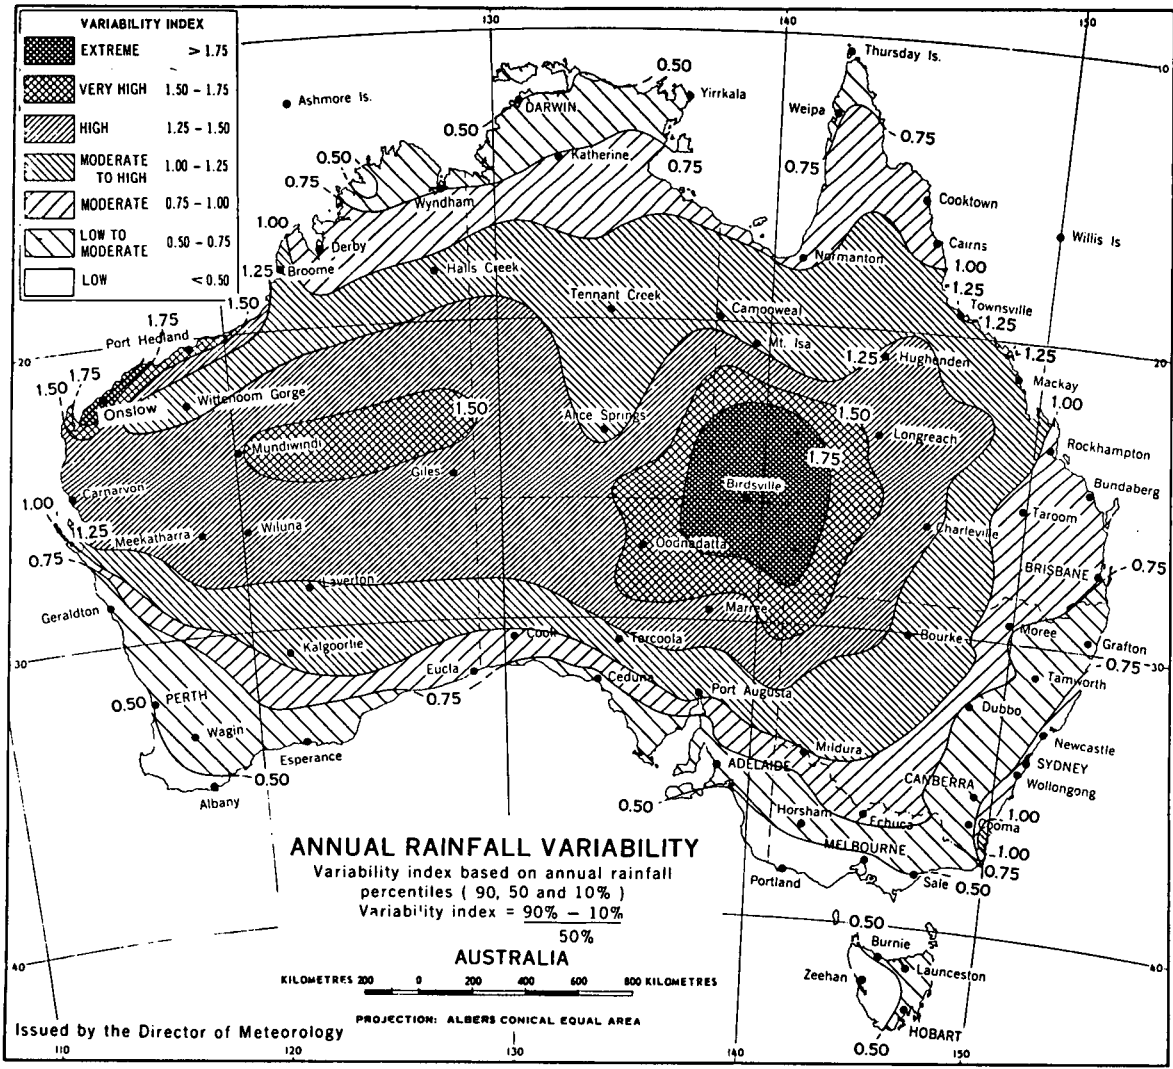 VARIABILITY INDEX
EXTREME > 1.75
VERY HIGH 1.50 - 1.75
HIGH 1.25 - 1.50
MODERATE TO HIGH 1.00 - 1.25
MODERATE 0.75 - 1.00
LOW TO MODERATE 0.50 - 0.75
LOW < 0.50
130
140
150
10
Thursday Is.
Ashmore Is.
0.50
Yirrkala
DARWIN
Weipa
0.50
0.75
0.50
Katherine
0.75
0.75
0.75
Wyndham
Cooktown
1.00
Derby
Normanton
Cairns
Willis Is
1.25
Broome
Halls Creek
1.00
1.25
1.50
Tennant Creek
Camooweal
Townsville
1.75
Port Hedland
Mt. Isa
1.25
1.25
Hughenden
1.25
20
20
1.75
1.50
Mackay
Onslow
Wittenoom Gorge
1.50
Alice Springs
1.50
1.00
Mundiwindi
Longreach
Rockhampton
1.75
Giles
Birdsville
Bundaberg
Carnarvon
1.00
Taroom
1.25
Meekatharra
Wiluna
Charleville
Oodnadatta
0.75
BRISBANE
0.75
Laverton
Marree
Geraldton
Cook
Tarcoola
Bourke
Moree
Grafton
Kalgoorlie
30
0.75
30
Eucla
Ceduna
Tamworth
PERTH
0.75
Port Augusta
0.50
Dubbo
Wagin
Mildura
Newcastle
Esperance
ADELAIDE
SYDNEY
0.50
CANBERRA
Wollongong
Albany
0.50
Horsham
Echuca
1.00
Cooma
MELBOURNE
1.00
0.75
Portland
Sale
0.50
ANNUAL RAINFALL VARIABILITY
Variability index based on annual rainfall
percentiles ( 90, 50 and 10% )
Variability index = 90% - 10%
50%
0.50
AUSTRALIA
Burnie
40
40
Zeehan
Launceston
KILOMETRES 200 0 200 400 600 800 KILOMETRES
PROJECTION: ALBERS CONICAL EQUAL AREA
HOBART
Issued by the Director of Meteorology
0.50
110
120
130
140
150